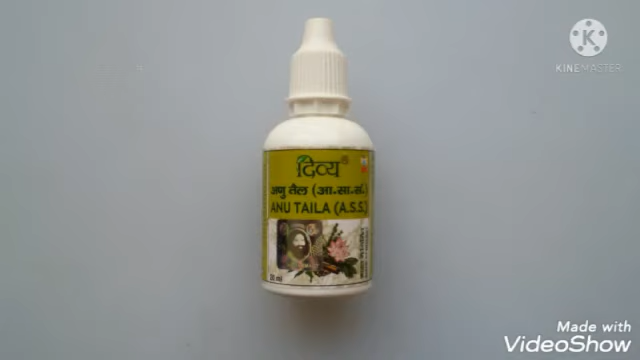 KINEMASTER
दिव्य
अणु तैल (आ.सा.सं.)
ANU TAILA (A.S.S.)
Made with
VideoShow